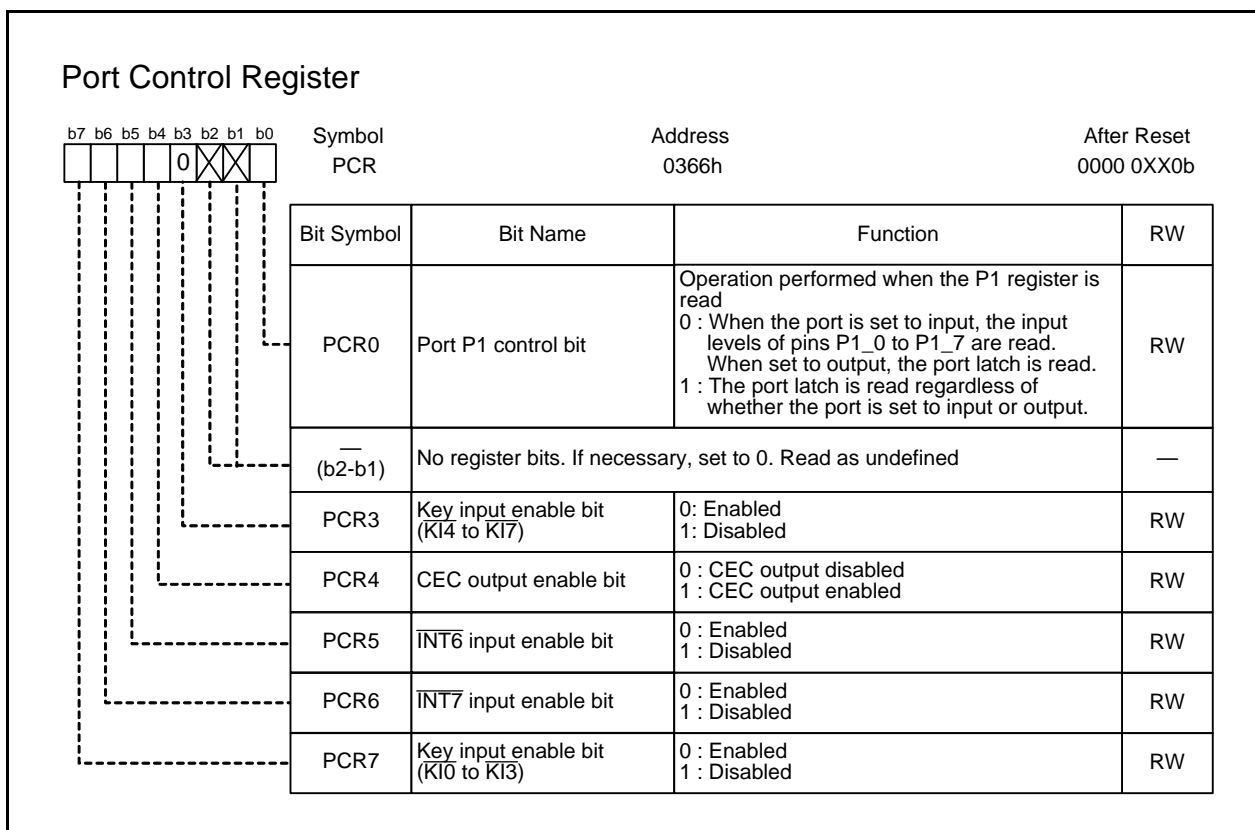 Port Control Register
b7 b6 b5 b4 b3 b2 b1 b0 Symbol Address After Reset
0 PCR 0366h 0000 0XX0b
Bit Symbol Bit Name Function RW
PCR0 Port P1 control bit Operation performed when the P1 register is
read
0 : When the port is set to input, the input
levels of pins P1_0 to P1_7 are read.
When set to output, the port latch is read.
1 : The port latch is read regardless of
whether the port is set to input or output.
RW
—
(b2-b1) No register bits. If necessary, set to 0. Read as undefined —
PCR3 Key input enable bit
(K̅I̅4̅ to K̅I̅7̅)
0: Enabled
1: Disabled
RW
PCR4 CEC output enable bit 0 : CEC output disabled
1 : CEC output enabled
RW
PCR5 I̅N̅T̅6̅ input enable bit 0 : Enabled
1 : Disabled
RW
PCR6 I̅N̅T̅7̅ input enable bit 0 : Enabled
1 : Disabled
RW
PCR7 Key input enable bit
(K̅I̅0̅ to K̅I̅3̅)
0 : Enabled
1 : Disabled
RW